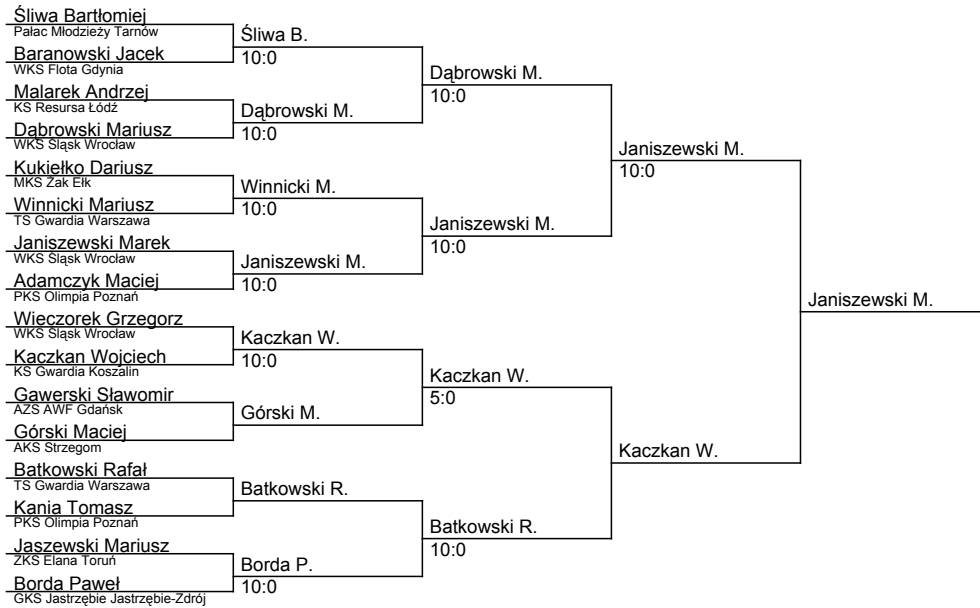 Śliwa Bartłomiej
Pałac Młodzieży Tarnów
Baranowski Jacek
WKS Flota Gdynia
Malarek Andrzej
KS Resursa Łódź
Dąbrowski Mariusz
WKS Śląsk Wrocław
Kukiełko Dariusz
MKS Żak Ełk
Winnicki Mariusz
TS Gwardia Warszawa
Janiszewski Marek
WKS Śląsk Wrocław
Adamczyk Maciej
PKS Olimpia Poznań
Wieczorek Grzegorz
WKS Śląsk Wrocław
Kaczkan Wojciech
KS Gwardia Koszalin
Gawerski Sławomir
AZS AWF Gdańsk
Górski Maciej
AKS Strzegom
Batkowski Rafał
TS Gwardia Warszawa
Kania Tomasz
PKS Olimpia Poznań
Jaszewski Mariusz
ZKS Elana Toruń
Borda Paweł
GKS Jastrzębie Jastrzębie-Zdrój
Śliwa B.
10:0
Dąbrowski M.
10:0
Winnicki M.
10:0
Janiszewski M.
10:0
Kaczkan W.
10:0
Górski M.
Batkowski R.
Borda P.
10:0
Dąbrowski M.
10:0
Janiszewski M.
10:0
Kaczkan W.
5:0
Batkowski R.
10:0
Janiszewski M.
10:0
Kaczkan W.
Janiszewski M.